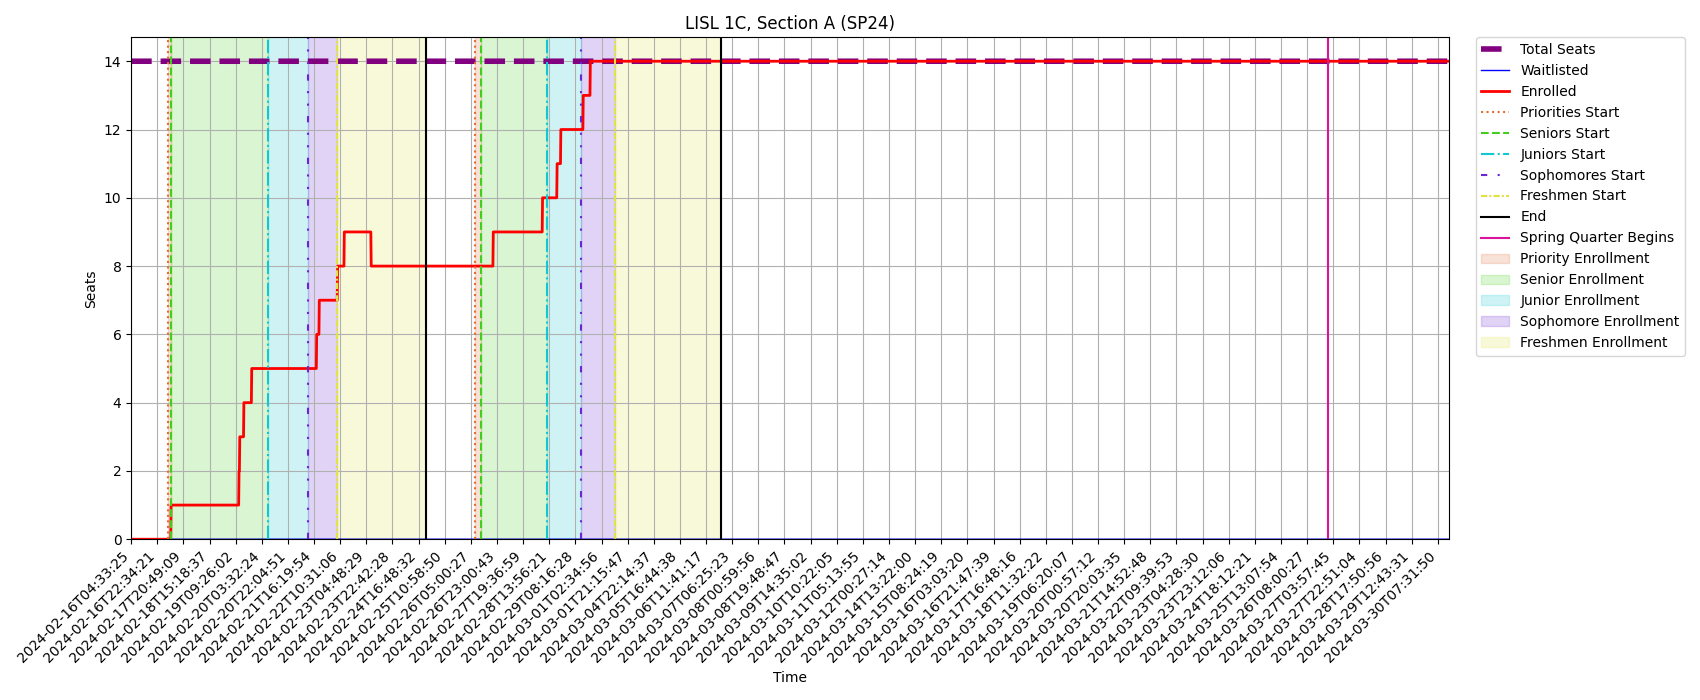 LISL 1C, Section A (SP24)
Seats
14
12
10
8
6
4
2
0
2024-02-16T04:33:25
2024-02-16T22:34:21
2024-02-17T20:49:09
2024-02-18T15:18:37
2024-02-19T09:26:02
2024-02-20T03:32:24
2024-02-20T22:04:51
2024-02-21T16:19:54
2024-02-22T10:31:06
2024-02-23T04:48:29
2024-02-23T22:42:28
2024-02-24T16:48:32
2024-02-25T10:58:50
2024-02-26T05:00:27
2024-02-26T23:00:43
2024-02-27T19:36:59
2024-02-28T13:56:21
2024-02-29T08:16:28
2024-03-01T02:34:56
2024-03-01T21:15:47
2024-03-04T22:14:37
2024-03-05T16:44:38
2024-03-06T11:41:17
2024-03-07T06:25:23
2024-03-08T00:59:56
2024-03-08T19:48:47
2024-03-09T14:35:02
2024-03-10T10:22:05
2024-03-11T05:13:55
2024-03-12T00:27:14
2024-03-14T13:22:00
2024-03-15T08:24:19
2024-03-16T03:03:20
2024-03-16T21:47:39
2024-03-17T16:48:16
2024-03-18T11:32:22
2024-03-19T06:20:07
2024-03-20T00:57:12
2024-03-20T20:03:35
2024-03-21T14:52:48
2024-03-22T09:39:53
2024-03-23T04:28:30
2024-03-23T23:12:06
2024-03-24T18:12:21
2024-03-25T13:07:54
2024-03-26T08:00:27
2024-03-27T03:57:45
2024-03-27T22:51:04
2024-03-28T17:50:56
2024-03-29T12:43:31
2024-03-30T07:31:50
Time
Total Seats
Waitlisted
Enrolled
Priorities Start
Seniors Start
Juniors Start
Sophomores Start
Freshmen Start
End
Spring Quarter Begins
Priority Enrollment
Senior Enrollment
Junior Enrollment
Sophomore Enrollment
Freshmen Enrollment